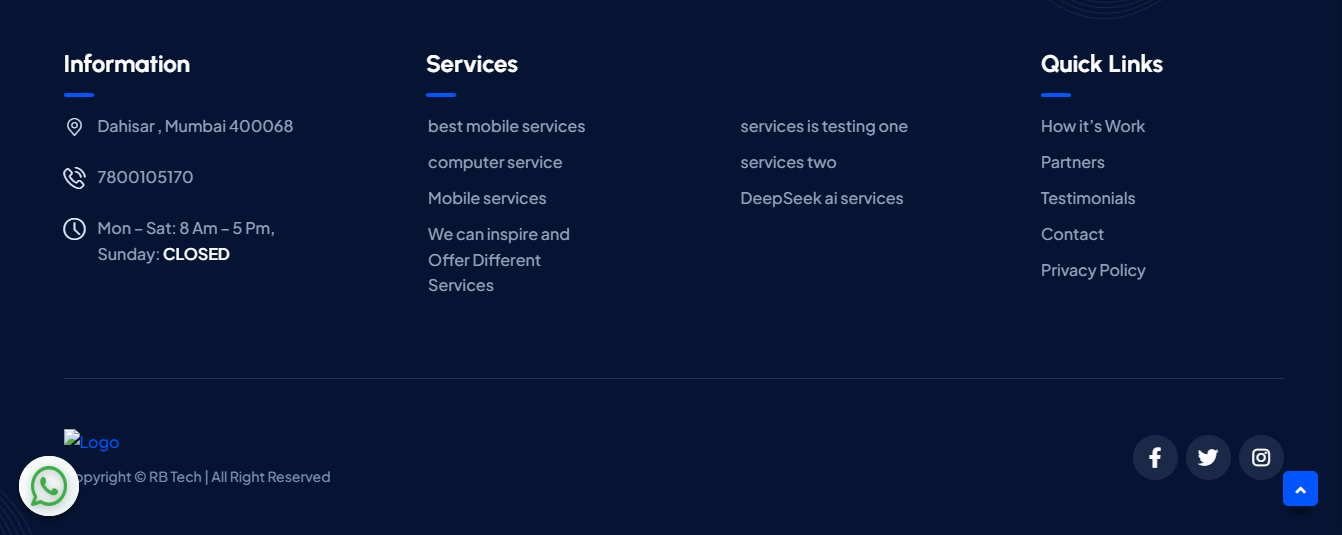 Information
Dahisar , Mumbai 400068
7800105170
Mon – Sat: 8 Am – 5 Pm,
Sunday: CLOSED
Services
best mobile services
computer service
Mobile services
We can inspire and
Offer Different
Services
services is testing one
services two
DeepSeek ai services
Quick Links
How it’s Work
Partners
Testimonials
Contact
Privacy Policy
Logo
opyright © RB Tech | All Right Reserved